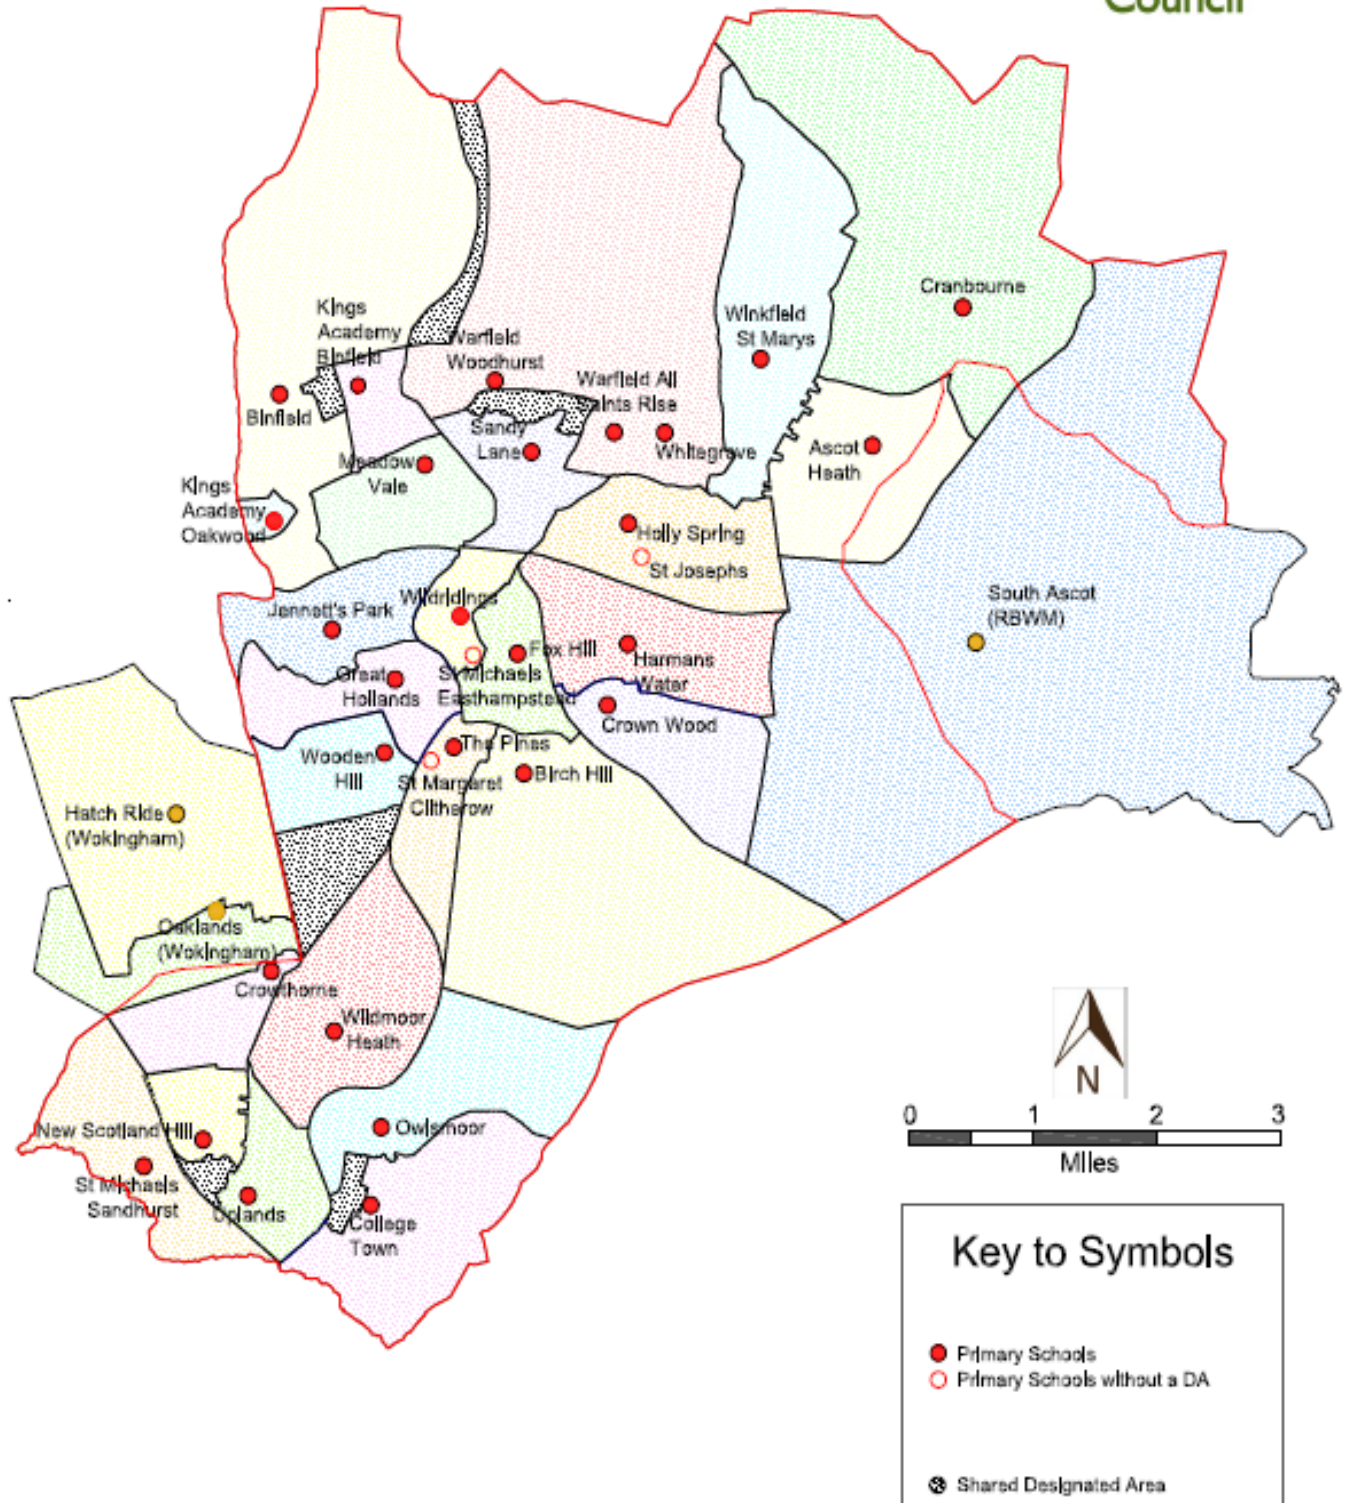 Council
Cranbourne
Kings
Academy
Binfield
Winkfield
St Marys
Warfield
Woodhurst
Warfield All
Saints Rise
Binfield
Sandy
Lane
Whitegrove
Ascot
Heath
Meadow
Vale
Kings
Academy
Oakwood
Holly Spring
St Josephs
South Ascot
(RBWM)
Jennett's Park
Wildridings
Fox Hill
Harmans
Water
Great
Hollands
St Michaels
Easthampstead
Crown Wood
The Pines
Wooden
Hill
Birch Hill
St Margaret
Clitherow
Hatch Ride
(Wokingham)
Oaklands
(Wokingham)
Crowthorne
Wildmoor
Heath
N
0 1 2 3
Miles
New Scotland Hill
Owlsmoor
St Michaels
Sandhurst
Uplands
College
Town
Key to Symbols
Primary Schools
Primary Schools without a DA
Shared Designated Area